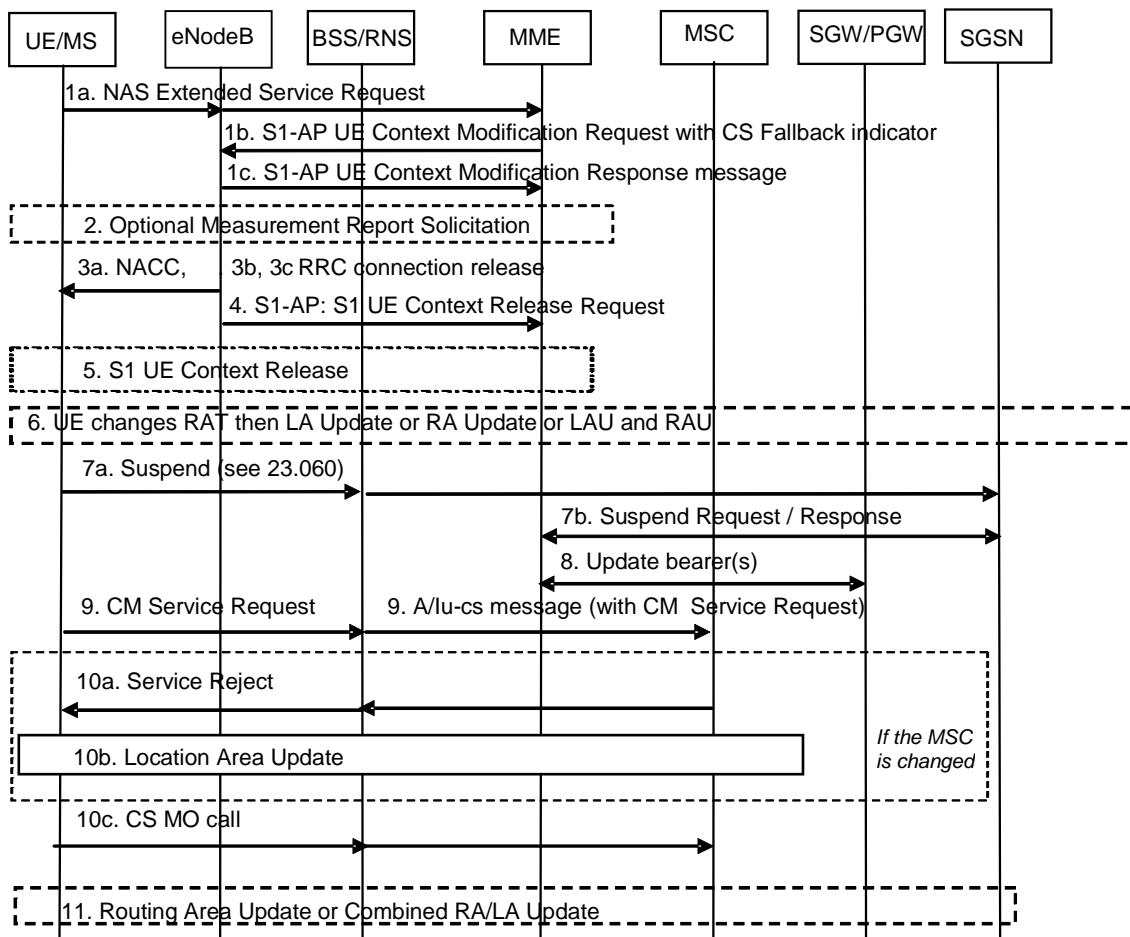 UE/MS
eNodeB
BSS/RNS
MME
MSC
SGW/PGW
SGSN
1a. NAS Extended Service Request
1b. S1-AP UE Context Modification Request with CS Fallback indicator
1c. S1-AP UE Context Modification Response message
2. Optional Measurement Report Solicitation
3a. NACC, . 3b, 3c RRC connection release
4. S1-AP: S1 UE Context Release Request
5. S1 UE Context Release
6. UE changes RAT then LA Update or RA Update or LAU and RAU
7a. Suspend (see 23.060)
7b. Suspend Request / Response
8. Update bearer(s)
9. CM Service Request
9. A/Iu-cs message (with CM Service Request)
10a. Service Reject
If the MSC
is changed
10b. Location Area Update
10c. CS MO call
11. Routing Area Update or Combined RA/LA Update